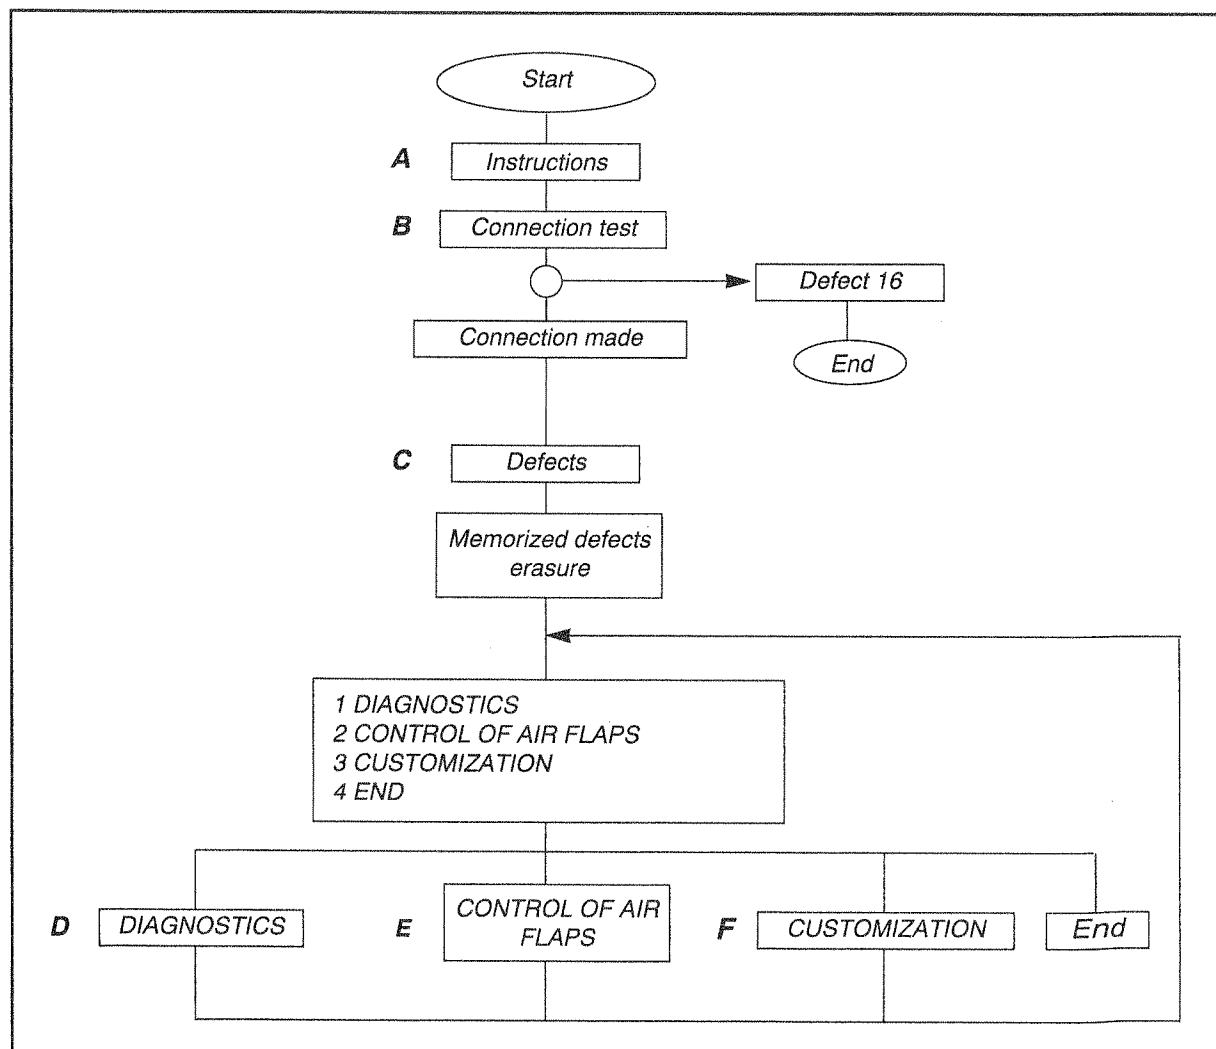 Start
A Instructions
B Connection test
Defect 16
Connection made
End
C Defects
Memorized defects
erasure
1 DIAGNOSTICS
2 CONTROL OF AIR FLAPS
3 CUSTOMIZATION
4 END
D DIAGNOSTICS
E CONTROL OF AIR
FLAPS
F CUSTOMIZATION
End